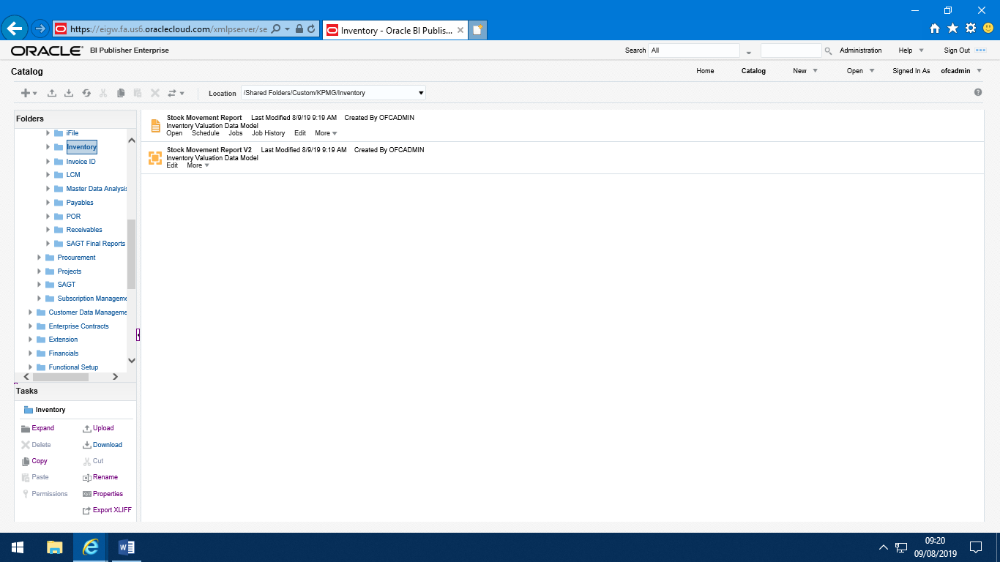 https://eigw.fa.us6.oraclecloud.com/xmlpserver/se
Inventory - Oracle BI Publis...
ORACLE BI Publisher Enterprise
Search All
Administration Help Sign Out
Catalog
Home Catalog New Open Signed In As ofcadmin
Location /Shared Folders/Custom/KPMG/Inventory
Folders
iFile
Inventory
Invoice ID
LCM
Master Data Analysis
Payables
POR
Receivables
SAGT Final Reports
Procurement
Projects
SAGT
Subscription Manageme
Customer Data Manageme
Enterprise Contracts
Extension
Financials
Functional Setup
Tasks
Inventory
Expand Upload
Delete Download
Copy Cut
Paste Rename
Permissions Properties
Export XLIFF
Stock Movement Report Last Modified 8/9/19 9:19 AM Created By OFCADMIN
Inventory Valuation Data Model
Open Schedule Jobs Job History Edit More
Stock Movement Report V2 Last Modified 8/9/19 9:19 AM Created By OFCADMIN
Inventory Valuation Data Model
Edit More
09:20
09/08/2019